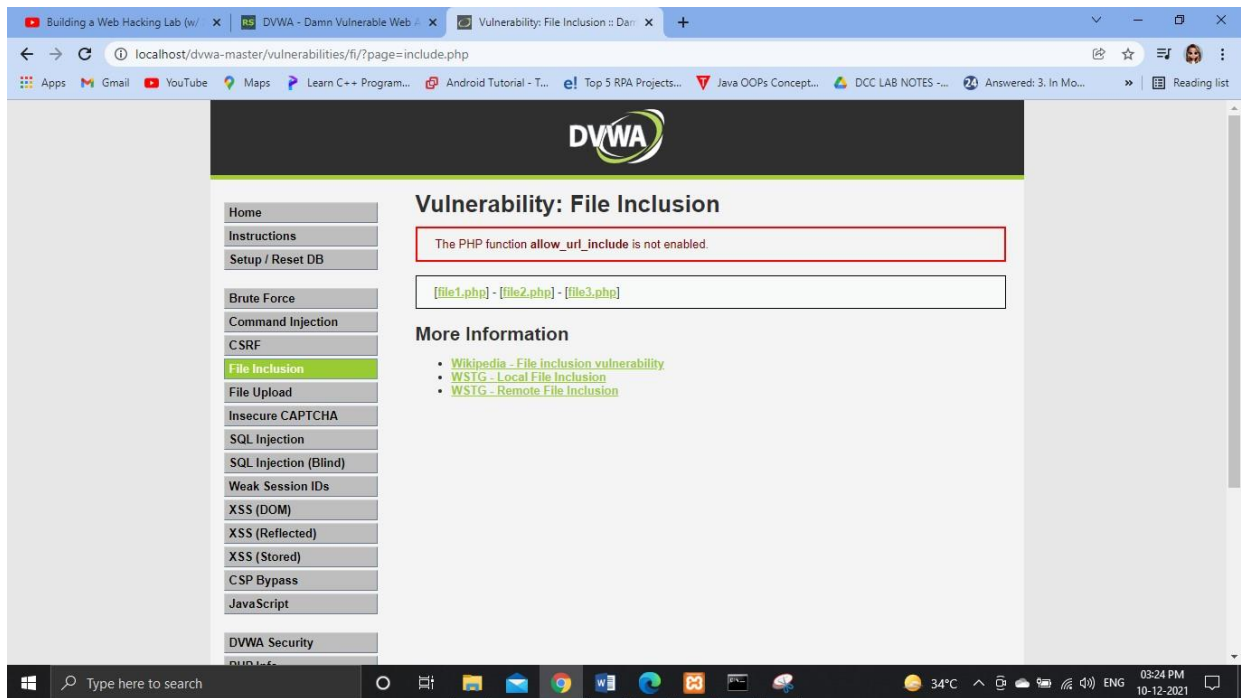 Building a Web Hacking Lab (w/
DVWA - Damn Vulnerable Web A
Vulnerability: File Inclusion :: Dam
localhost/dvwa-master/vulnerabilities/fi/?page=include.php
Apps
Gmail
YouTube
Maps
Learn C++ Program...
Android Tutorial - T...
Top 5 RPA Projects...
Java OOPs Concept...
DCC LAB NOTES -...
Answered: 3. In Mo...
»
Reading list
DVWA
Home
Instructions
Setup / Reset DB
Brute Force
Command Injection
CSRF
File Inclusion
File Upload
Insecure CAPTCHA
SQL Injection
SQL Injection (Blind)
Weak Session IDs
XSS (DOM)
XSS (Reflected)
XSS (Stored)
CSP Bypass
JavaScript
DVWA Security
Vulnerability: File Inclusion
The PHP function allow_url_include is not enabled.
[file1.php] - [file2.php] - [file3.php]
More Information
• Wikipedia - File inclusion vulnerability
• WSTG - Local File Inclusion
• WSTG - Remote File Inclusion
Type here to search
34°C
ENG
03:24 PM
10-12-2021